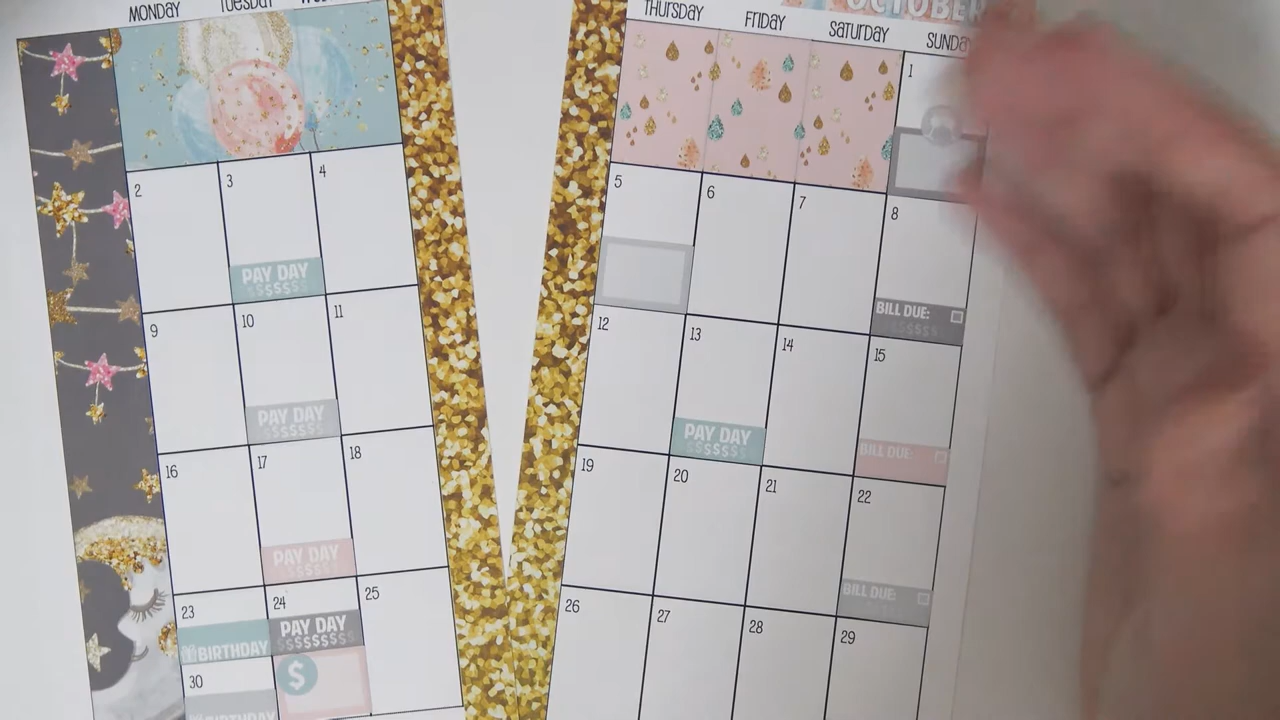 MONDAY TUESDAY
2 3 4
PAY DAY
$$$$$$
9 10 11
PAY DAY
$$$$$$
16 17 18
PAY DAY
$$$$$$
23 24 25
PAY DAY
$$$$$$$
BIRTHDAY
$
30
BIRTHDAY
OCTOBER
THURSDAY FRIDAY SATURDAY SUNDAY
1
5 6 7 8
BILL DUE:
$$$$$
12 13 14 15
PAY DAY
$$$$$$
BILL DUE:
19 20 21 22
BILL DUE:
26 27 28 29